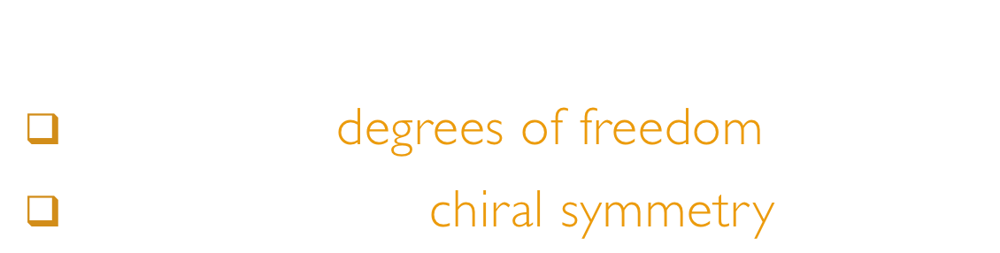 ❑ degrees of freedom
❑ chiral symmetry